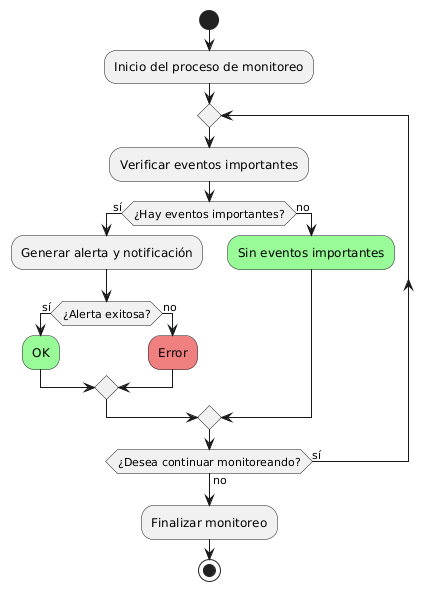 Inicio del proceso de monitoreo
Verificar eventos importantes
sí
¿Hay eventos importantes?
no
Generar alerta y notificación
Sin eventos importantes
sí
¿Alerta exitosa?
no
OK
Error
¿Desea continuar monitoreando?
sí
no
Finalizar monitoreo